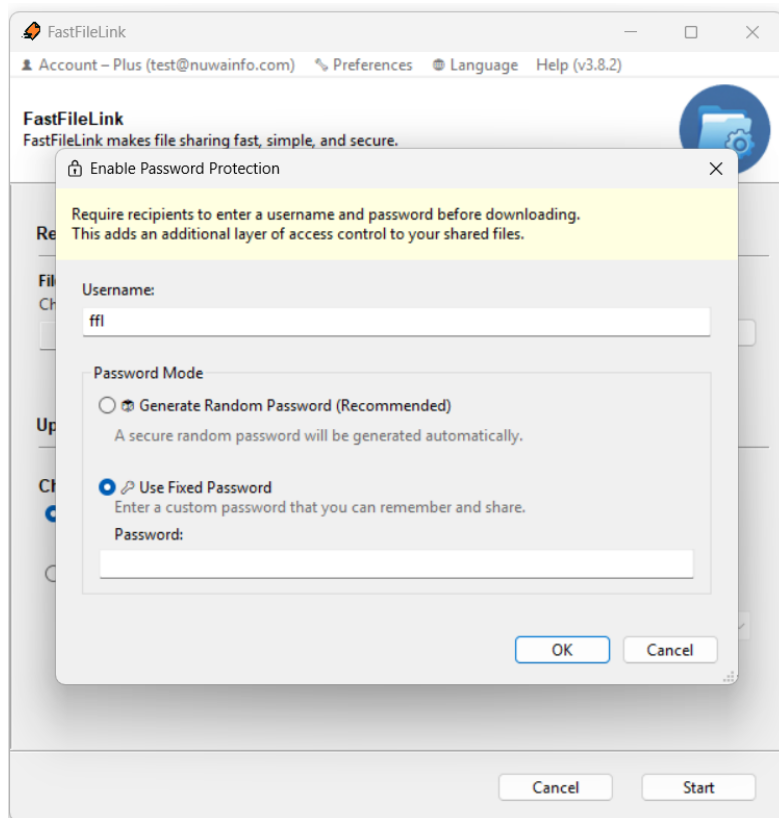 FastFileLink
Account – Plus (test@nuwainfo.com) Preferences Language Help (v3.8.2)
FastFileLink
FastFileLink makes file sharing fast, simple, and secure.
Enable Password Protection
Require recipients to enter a username and password before downloading.
This adds an additional layer of access control to your shared files.
Username:
ffl
Password Mode
Generate Random Password (Recommended)
A secure random password will be generated automatically.
Use Fixed Password
Enter a custom password that you can remember and share.
Password:
OK Cancel
Cancel Start